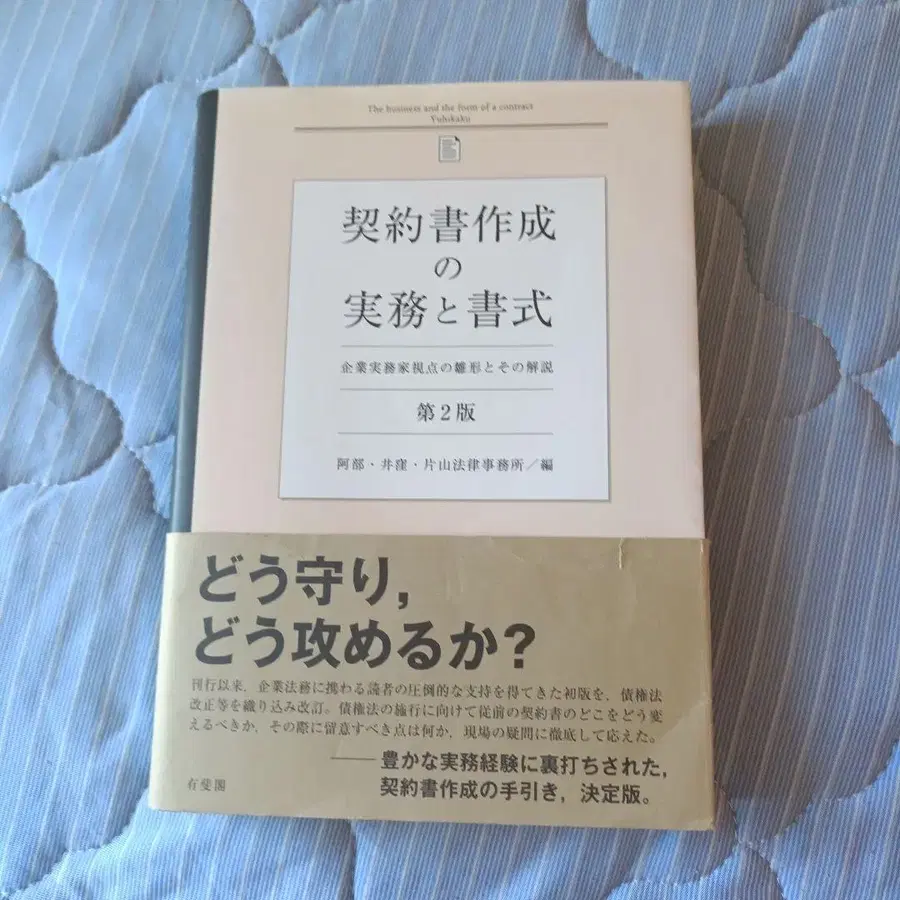 The business and the form of a contract
Yuhikaku
契約書作成
の
実務と書式
企業実務家視点の雛形とその解説
第2版
阿部・井窪・片山法律事務所／編
どう守り，
どう攻めるか？
刊行以来，企業法務に携わる読者の圧倒的な支持を得てきた初版を，債権法
改正等を織り込み改訂。債権法の施行に向けて従前の契約書のどこをどう変
えるべきか，その際に留意すべき点は何か，現場の疑問に徹底して応えた。
――豊かな実務経験に裏打ちされた，
契約書作成の手引き，決定版。
有斐閣